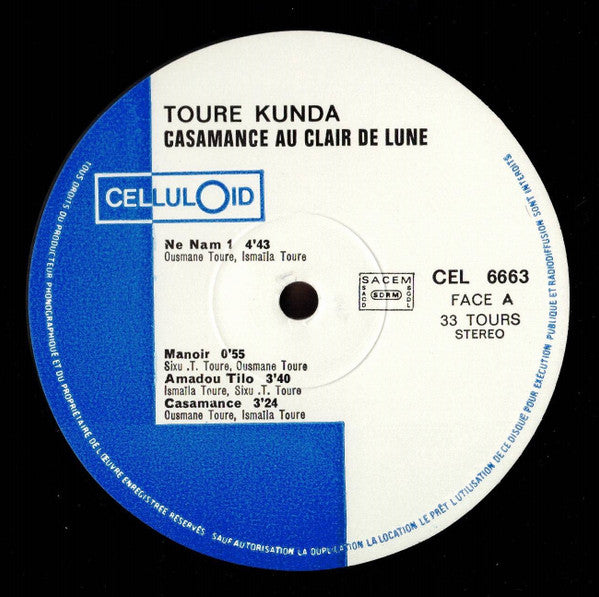 TOURE KUNDA
CASAMANCE AU CLAIR DE LUNE
CELLULOID
Ne Nam 1 4'43
Ousmane Toure, Ismaïla Toure
SACEM
SACD
SDRM
SGDL
CEL 6663
FACE A
33 TOURS
STEREO
Manoir 0'55
Sixu .T. Toure, Ousmane Toure
Amadou Tilo 3'40
Ismaïla Toure, Sixu .T. Toure
Casamance 3'24
Ousmane Toure, Ismaïla Toure
TOUS DROITS DU PRODUCTEUR PHONOGRAPHIQUE ET DU PROPRIÉTAIRE DE L'ŒUVRE ENREGISTRÉE RÉSERVÉS SAUF AUTORISATION LA DUPLICATION LA LOCATION LE PRÊT L'UTILISATION DE CE DISQUE POUR EXÉCUTION PUBLIQUE ET RADIODIFFUSION SONT INTERDITS